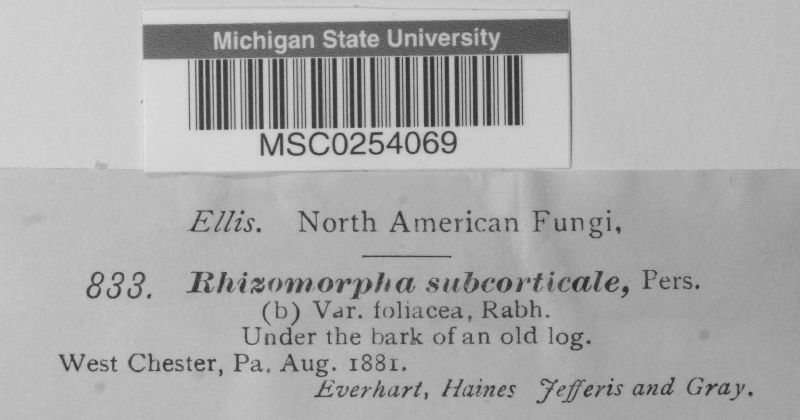 Michigan State University
MSC0254069
Ellis. North American Fungi,
833. Rhizomorpha subcorticale, Pers.
(b) Var. foliacea, Rabh.
Under the bark of an old log.
West Chester, Pa. Aug. 1881.
Everhart, Haines Jefferis and Gray.